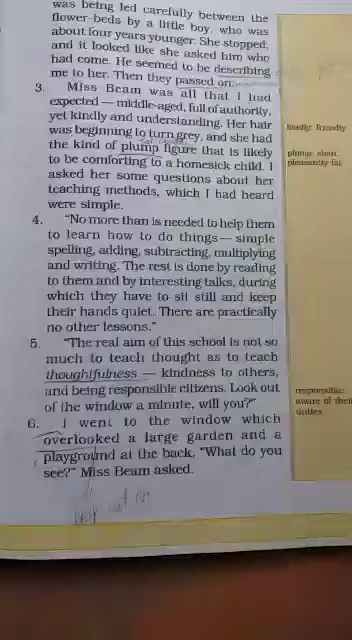 was being led carefully between the
flower-beds by a little boy, who was
about four years younger. She stopped,
and it looked like she asked him who
had come. He seemed to be describing
me to her. Then they passed on.
3. Miss Beam was all that I had
expected — middle-aged, full of authority,
yet kindly and understanding. Her hair
was beginning to turn grey, and she had
the kind of plump figure that is likely
to be comforting to a homesick child. I
asked her some questions about her
teaching methods, which I had heard
were simple.
4. “No more than is needed to help them
to learn how to do things — simple
spelling, adding, subtracting, multiplying
and writing. The rest is done by reading
to them and by interesting talks, during
which they have to sit still and keep
their hands quiet. There are practically
no other lessons.”
5. “The real aim of this school is not so
much to teach thought as to teach
thoughtfulness — kindness to others,
and being responsible citizens. Look out
of the window a minute, will you?”
6. I went to the window which
overlooked a large garden and a
playground at the back. “What do you
see?” Miss Beam asked.
kindly: friendly
plump: stout,
pleasantly fat
responsible:
aware of their
duties